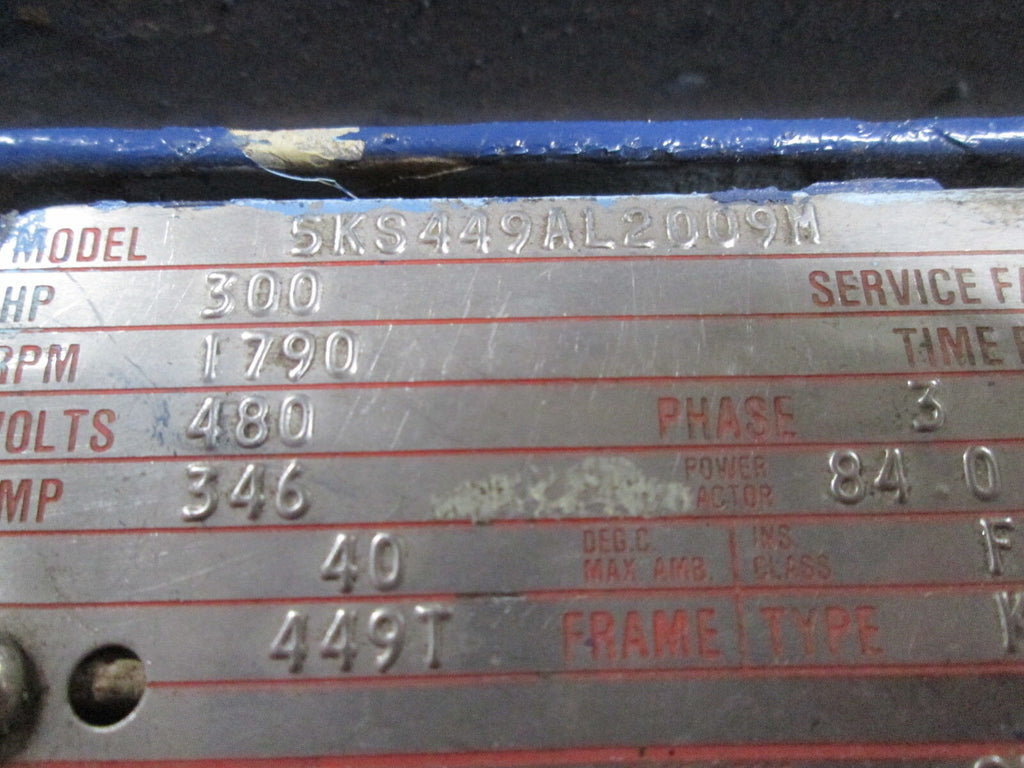 MODEL 5KS449AL2009M
HP 300 SERVICE FA
RPM 1790 TIME
VOLTS 480 PHASE 3
MP 346 POWER ACTOR 84 0
40 DEG.C MAX AMB. INS. CLASS F
449T FRAME TYPE K